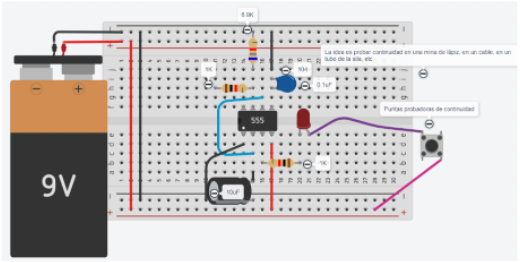 6.8K
La idea es probar continuidad en una mina de lápiz, en un cable, en un
tubo de la silla, etc.
1K
104
0.1uF
Puntas probadoras de continuidad
555
1K
9V
10uF